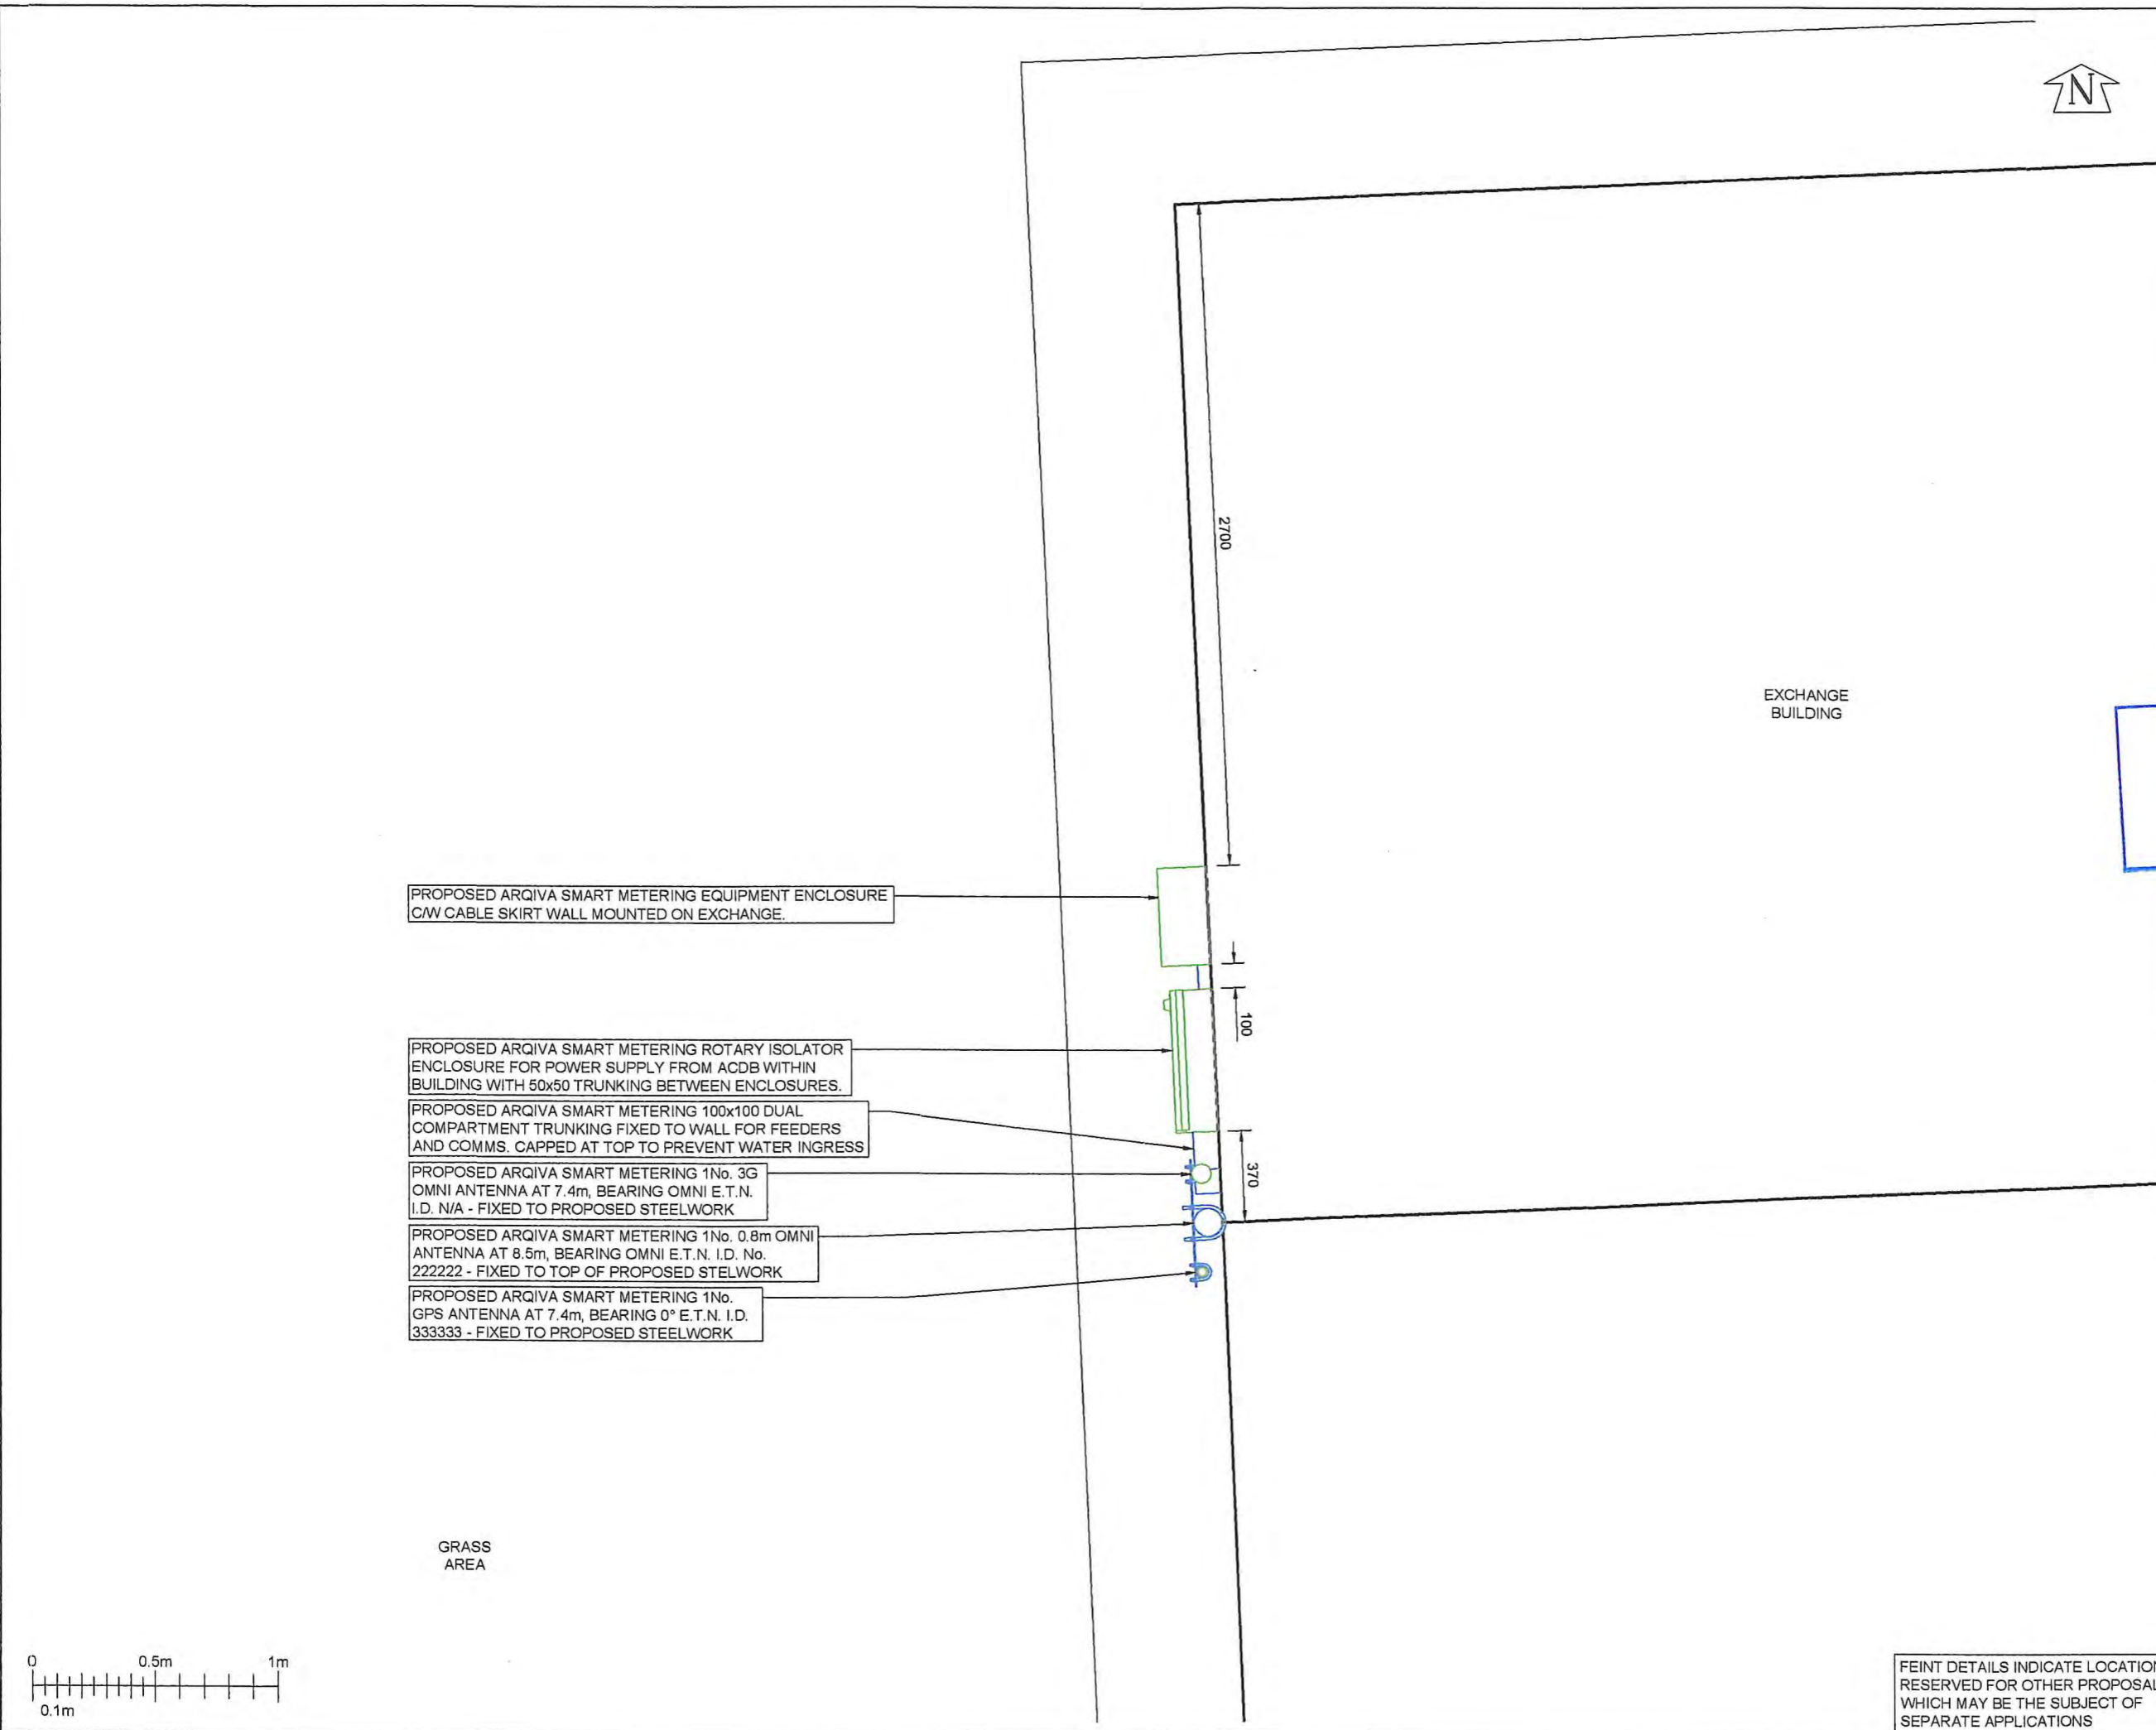 N
2700
EXCHANGE
BUILDING
PROPOSED ARQIVA SMART METERING EQUIPMENT ENCLOSURE
C/W CABLE SKIRT WALL MOUNTED ON EXCHANGE.
100
PROPOSED ARQIVA SMART METERING ROTARY ISOLATOR
ENCLOSURE FOR POWER SUPPLY FROM ACDB WITHIN
BUILDING WITH 50x50 TRUNKING BETWEEN ENCLOSURES.
PROPOSED ARQIVA SMART METERING 100x100 DUAL
COMPARTMENT TRUNKING FIXED TO WALL FOR FEEDERS
AND COMMS. CAPPED AT TOP TO PREVENT WATER INGRESS
370
PROPOSED ARQIVA SMART METERING 1No. 3G
OMNI ANTENNA AT 7.4m, BEARING OMNI E.T.N.
I.D. N/A - FIXED TO PROPOSED STEELWORK
PROPOSED ARQIVA SMART METERING 1No. 0.8m OMNI
ANTENNA AT 8.5m, BEARING OMNI E.T.N. I.D. No.
222222 - FIXED TO TOP OF PROPOSED STELWORK
PROPOSED ARQIVA SMART METERING 1No.
GPS ANTENNA AT 7.4m, BEARING 0° E.T.N. I.D.
333333 - FIXED TO PROPOSED STEELWORK
GRASS
AREA
0 0.5m 1m
0.1m
FEINT DETAILS INDICATE LOCATION
RESERVED FOR OTHER PROPOSAL
WHICH MAY BE THE SUBJECT OF
SEPARATE APPLICATIONS